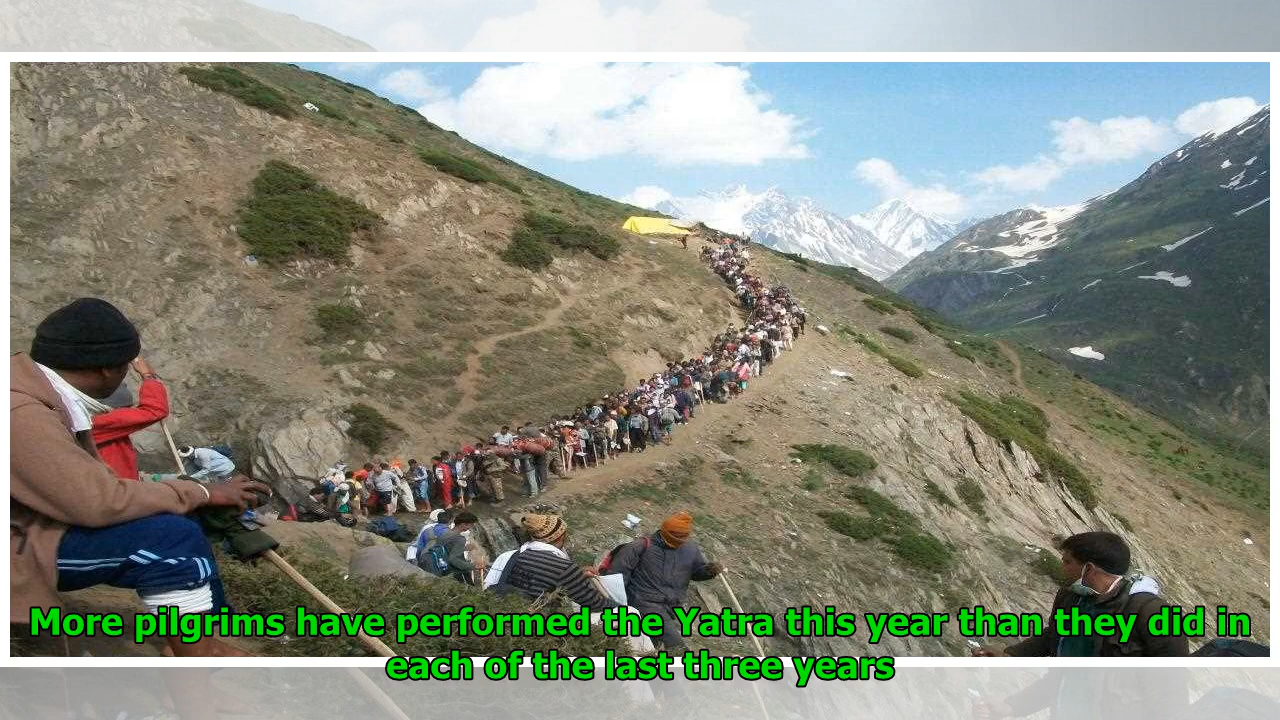 More pilgrims have performed the Yatra this year than they did in
each of the last three years